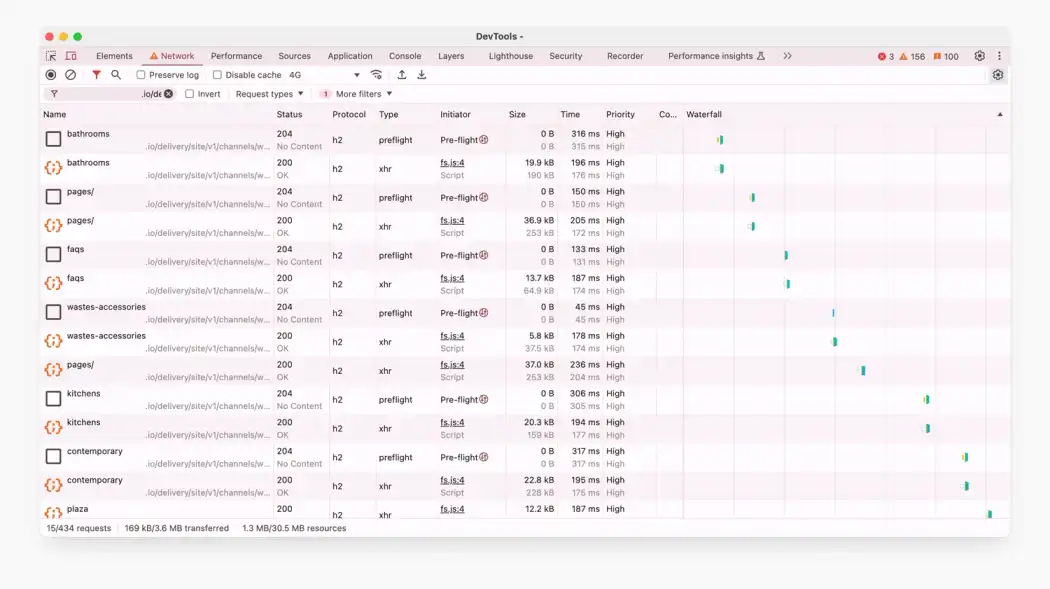 DevTools -
Elements Network Performance Sources Application Console Layers Lighthouse Security Recorder Performance insights 3 156 100
Preserve log Disable cache 4G
.io/de Invert Request types 1 More filters
Name Status Protocol Type Initiator Size Time Priority Co... Waterfall
bathrooms 204 h2 preflight Pre-flight 0 B 316 ms High
.io/delivery/site/v1/channels/w... No Content 0 B 315 ms High
bathrooms 200 h2 xhr fs.js:4 19.9 kB 196 ms High
.io/delivery/site/v1/channels/w... OK Script 190 kB 176 ms High
pages/ 204 h2 preflight Pre-flight 0 B 150 ms High
.io/delivery/site/v1/channels/w... No Content 0 B 150 ms High
pages/ 200 h2 xhr fs.js:4 36.9 kB 205 ms High
.io/delivery/site/v1/channels/w... OK Script 253 kB 172 ms High
faqs 204 h2 preflight Pre-flight 0 B 133 ms High
.io/delivery/site/v1/channels/w... No Content 0 B 131 ms High
faqs 200 h2 xhr fs.js:4 13.7 kB 187 ms High
.io/delivery/site/v1/channels/w... OK Script 64.9 kB 174 ms High
wastes-accessories 204 h2 preflight Pre-flight 0 B 45 ms High
.io/delivery/site/v1/channels/w... No Content 0 B 45 ms High
wastes-accessories 200 h2 xhr fs.js:4 5.8 kB 178 ms High
.io/delivery/site/v1/channels/w... OK Script 37.5 kB 174 ms High
pages/ 200 h2 xhr fs.js:4 37.0 kB 236 ms High
.io/delivery/site/v1/channels/w... OK Script 253 kB 204 ms High
kitchens 204 h2 preflight Pre-flight 0 B 306 ms High
.io/delivery/site/v1/channels/w... No Content 0 B 305 ms High
kitchens 200 h2 xhr fs.js:4 20.3 kB 194 ms High
.io/delivery/site/v1/channels/w... OK Script 159 kB 177 ms High
contemporary 204 h2 preflight Pre-flight 0 B 317 ms High
.io/delivery/site/v1/channels/w... No Content 0 B 317 ms High
contemporary 200 h2 xhr fs.js:4 22.8 kB 195 ms High
.io/delivery/site/v1/channels/w... OK Script 228 kB 175 ms High
plaza 200 h2 xhr fs.js:4 12.2 kB 187 ms High
15/434 requests 169 kB/3.6 MB transferred 1.3 MB/30.5 MB resources